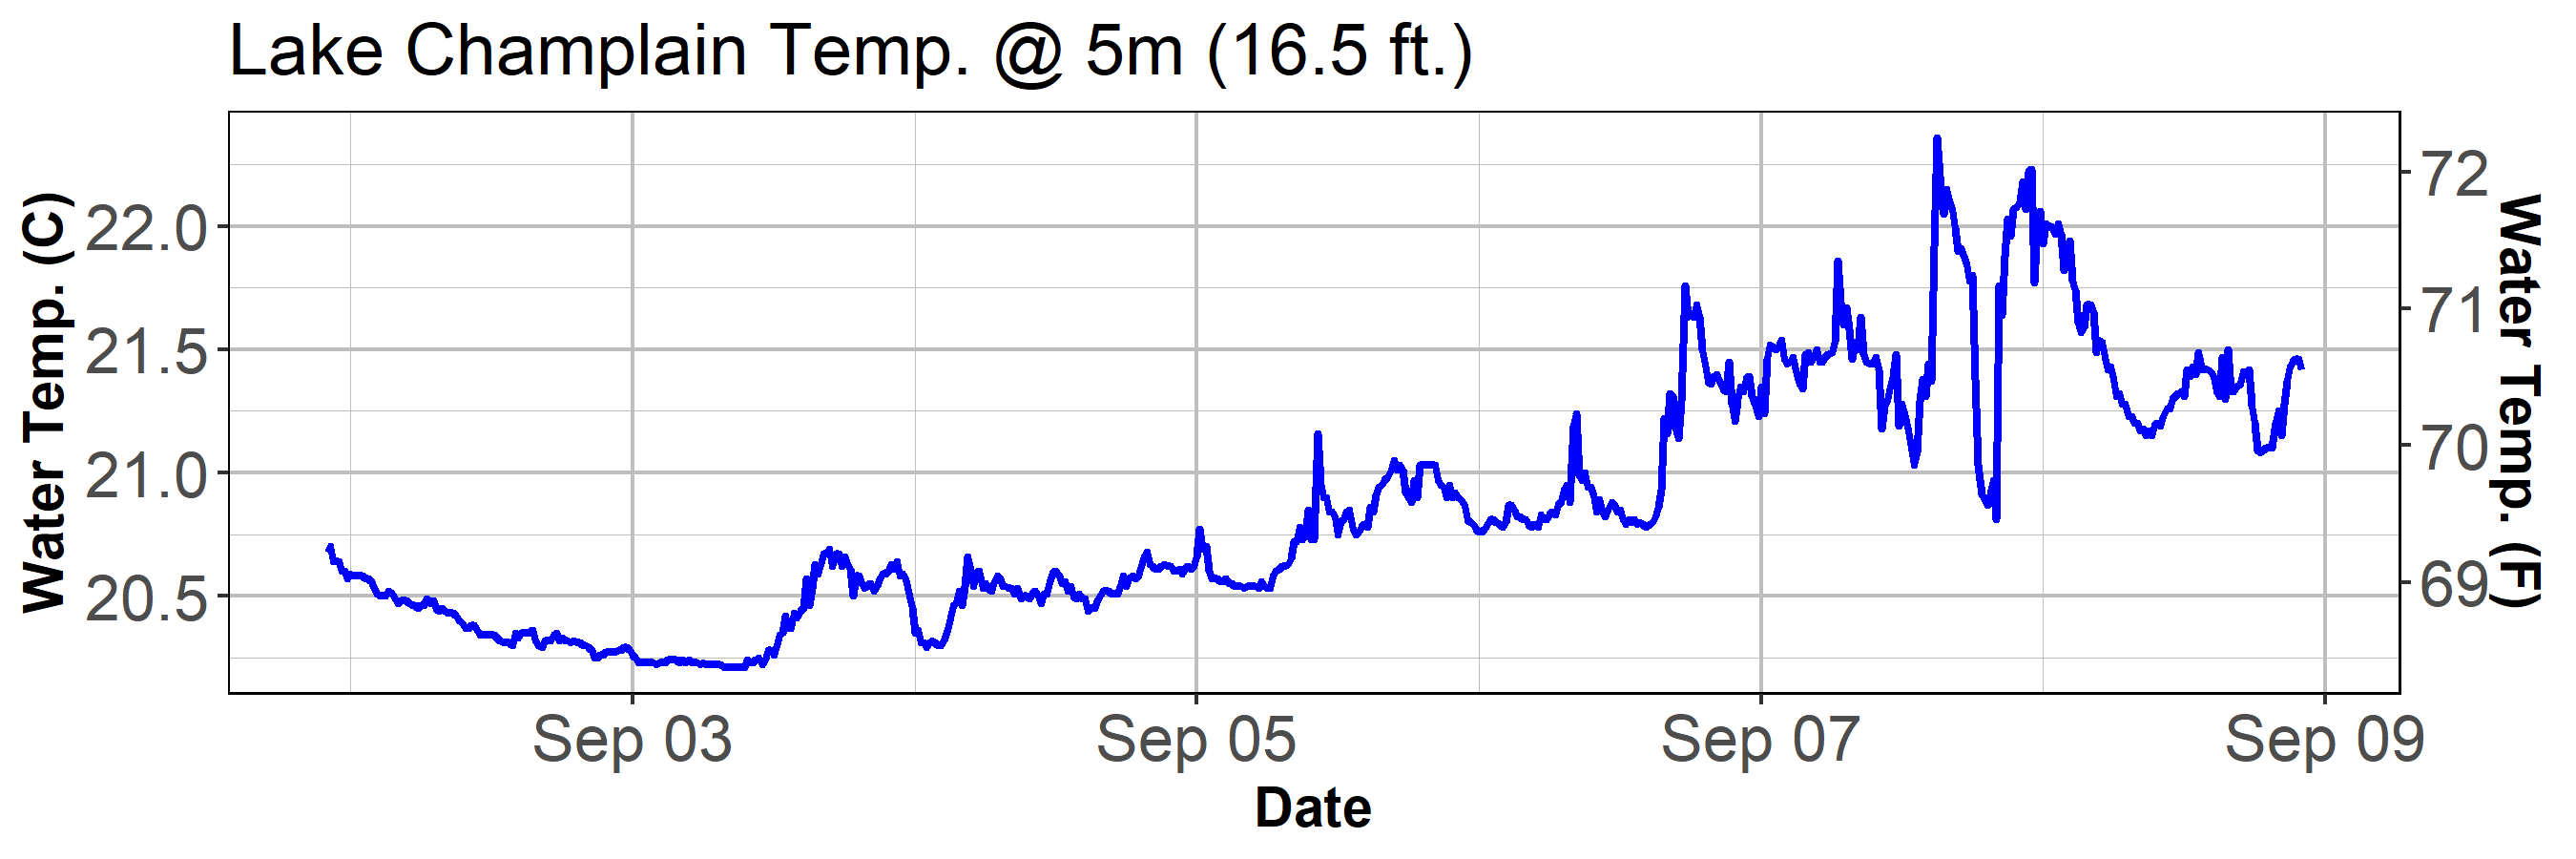 Lake Champlain Temp. @ 5m (16.5 ft.)
Water Temp. (C)
22.0
21.5
21.0
20.5
72
71
70
69
Water Temp. (F)
Sep 03
Sep 05
Sep 07
Sep 09
Date